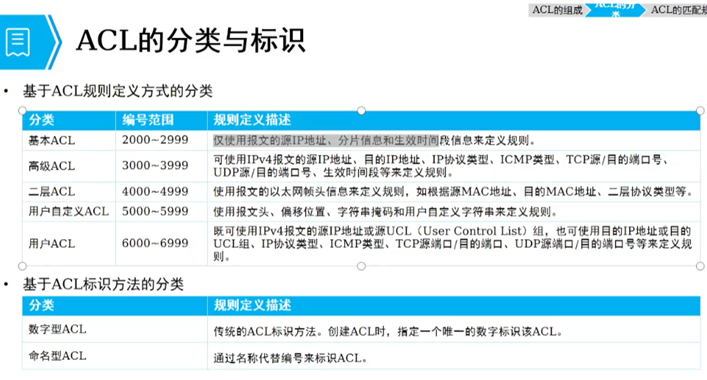 ACL的组成
ACL的分
类
ACL的匹配规
ACL的分类与标识
• 基于ACL规则定义方式的分类
分类 编号范围 规则定义描述
基本ACL 2000~2999 仅使用报文的源IP地址、分片信息和生效时间段信息来定义规则。
高级ACL 3000~3999 可使用IPv4报文的源IP地址、目的IP地址、IP协议类型、ICMP类型、TCP源/目的端口号、
UDP源/目的端口号、生效时间段等来定义规则。
二层ACL 4000~4999 使用报文的以太网帧头信息来定义规则，如根据源MAC地址、目的MAC地址、二层协议类型等。
用户自定义ACL 5000~5999 使用报文头、偏移位置、字符串掩码和用户自定义字符串来定义规则。
用户ACL 6000~6999 既可使用IPv4报文的源IP地址或源UCL（User Control List）组，也可使用目的IP地址或目的
UCL组、IP协议类型、ICMP类型、TCP源端口/目的端口、UDP源端口/目的端口号等来定义规
则。
• 基于ACL标识方法的分类
分类 规则定义描述
数字型ACL 传统的ACL标识方法。创建ACL时，指定一个唯一的数字标识该ACL。
命名型ACL 通过名称代替编号来标识ACL。